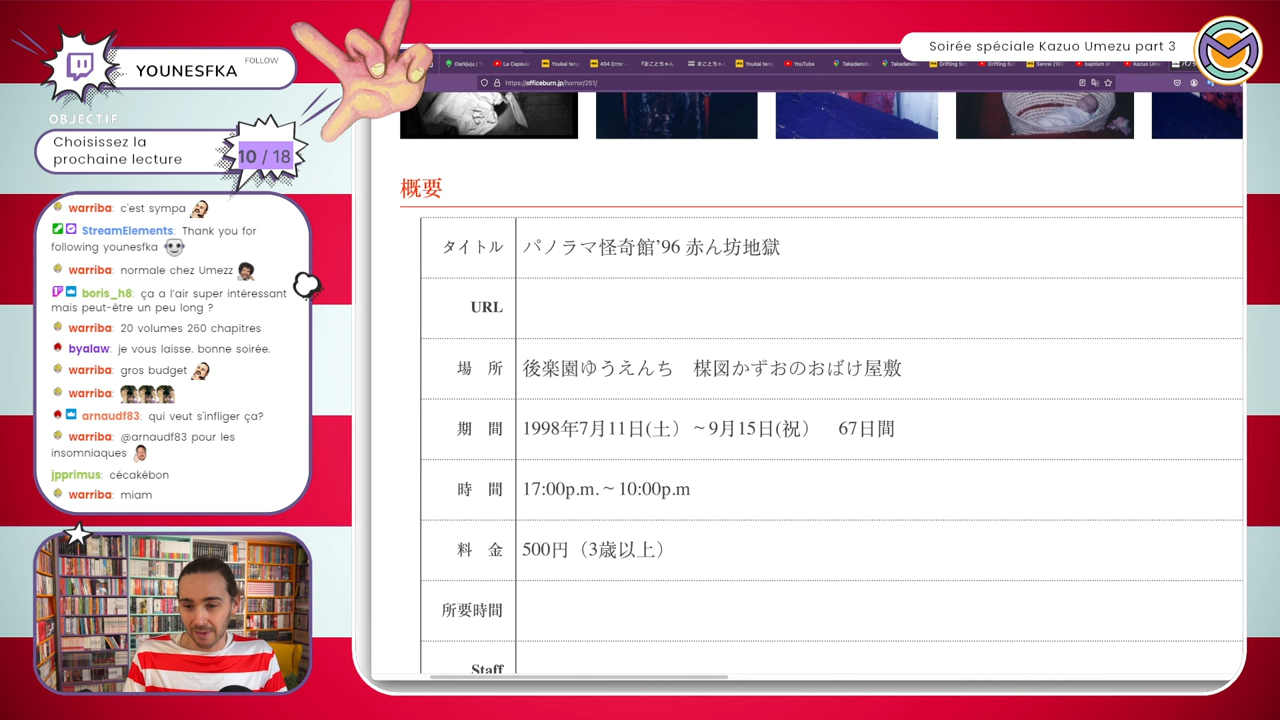 YOUNESFKA
FOLLOW
OBJECTIF
Choisissez la
prochaine lecture
10 / 18
warriba: c'est sympa
StreamElements: Thank you for
following younesfka
warriba: normale chez Umezz
boris_h8: ça a l'air super intéressant
mais peut-être un peu long ?
warriba: 20 volumes 260 chapitres
byalaw: je vous laisse. bonne soirée.
warriba: gros budget
warriba:
arnaudf83: qui veut s'infliger ça?
warriba: @arnaudf83 pour les
insomniaques
jpprimus: cécakébon
warriba: miam
Soirée spéciale Kazuo Umezu part 3
https://officeburn.jp/horror/251/
概要
タイトル パノラマ怪奇館’96 赤ん坊地獄
URL
場 所 後楽園ゆうえんち 楳図かずおのおばけ屋敷
期 間 1998年7月11日(土）~9月15日(祝） 67日間
時 間 17:00p.m.~10:00p.m
料 金 500円（3歳以上）
所要時間
Staff